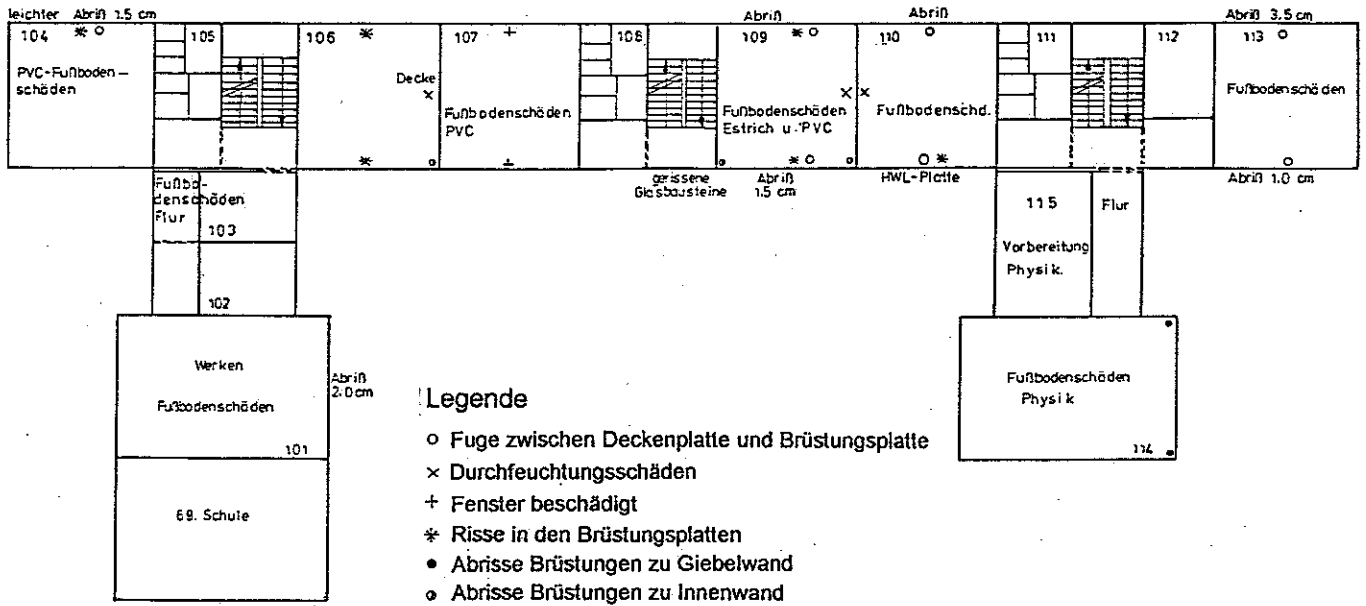 leichter Abriß 1.5 cm
Abriß
Abriß
Abriß 3.5 cm
104
105
106
107
108
109
110
111
112
113
PVC-Fußboden-
schäden
Decke
Fußbodenschäden
PVC
Fußbodenschäden
Estrich u. PVC
Fußbodenschd.
Fußbodenschäden
gerissene
Glasbausteine
Abriß
1.5 cm
HWL-Platte
Abriß 1.0 cm
Fußbo-
denschäden
Flur
103
102
115
Flur
Vorbereitung
Physik.
Werken
Fußbodenschäden
101
Abriß
2.0 cm
69. Schule
Fußbodenschäden
Physik
114
Legende
Fuge zwischen Deckenplatte und Brüstungsplatte
Durchfeuchtungsschäden
Fenster beschädigt
Risse in den Brüstungsplatten
Abrisse Brüstungen zu Giebelwand
Abrisse Brüstungen zu Innenwand